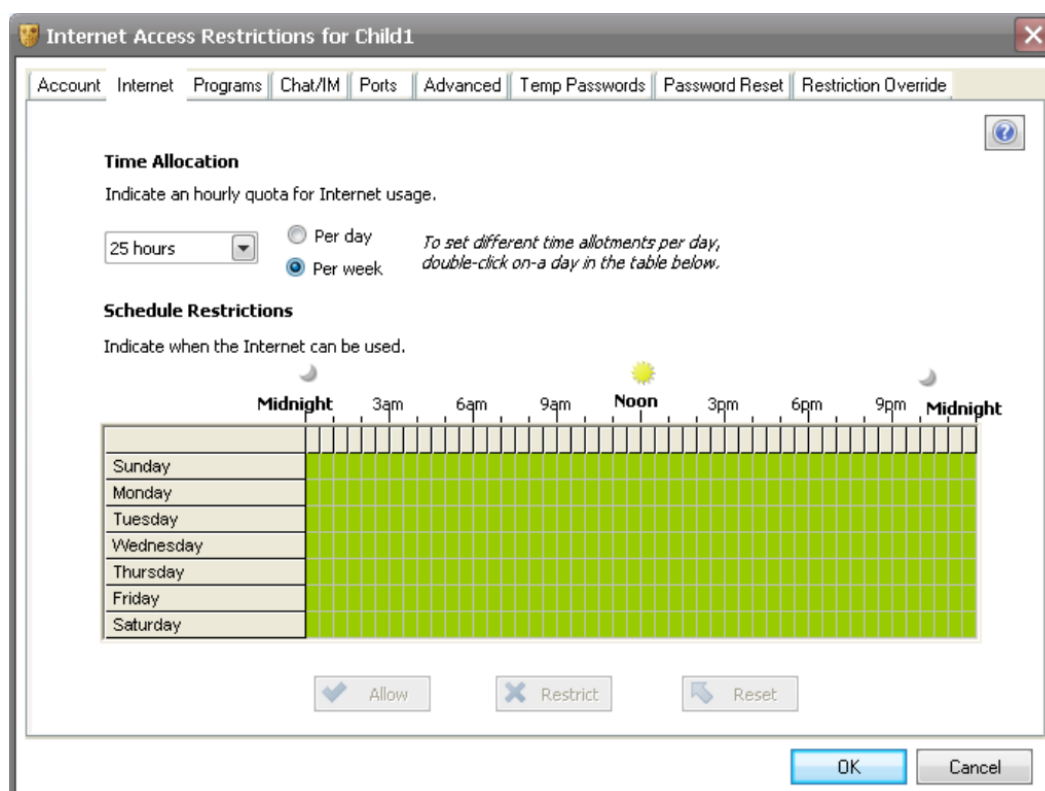 Internet Access Restrictions for Child1
Account Internet Programs Chat/IM Ports Advanced Temp Passwords Password Reset Restriction Override
Time Allocation
Indicate an hourly quota for Internet usage.
25 hours
Per day
Per week
To set different time allotments per day,
double-click on-a day in the table below.
Schedule Restrictions
Indicate when the Internet can be used.
Midnight 3am 6am 9am Noon 3pm 6pm 9pm Midnight
Sunday
Monday
Tuesday
Wednesday
Thursday
Friday
Saturday
Allow Restrict Reset
OK Cancel